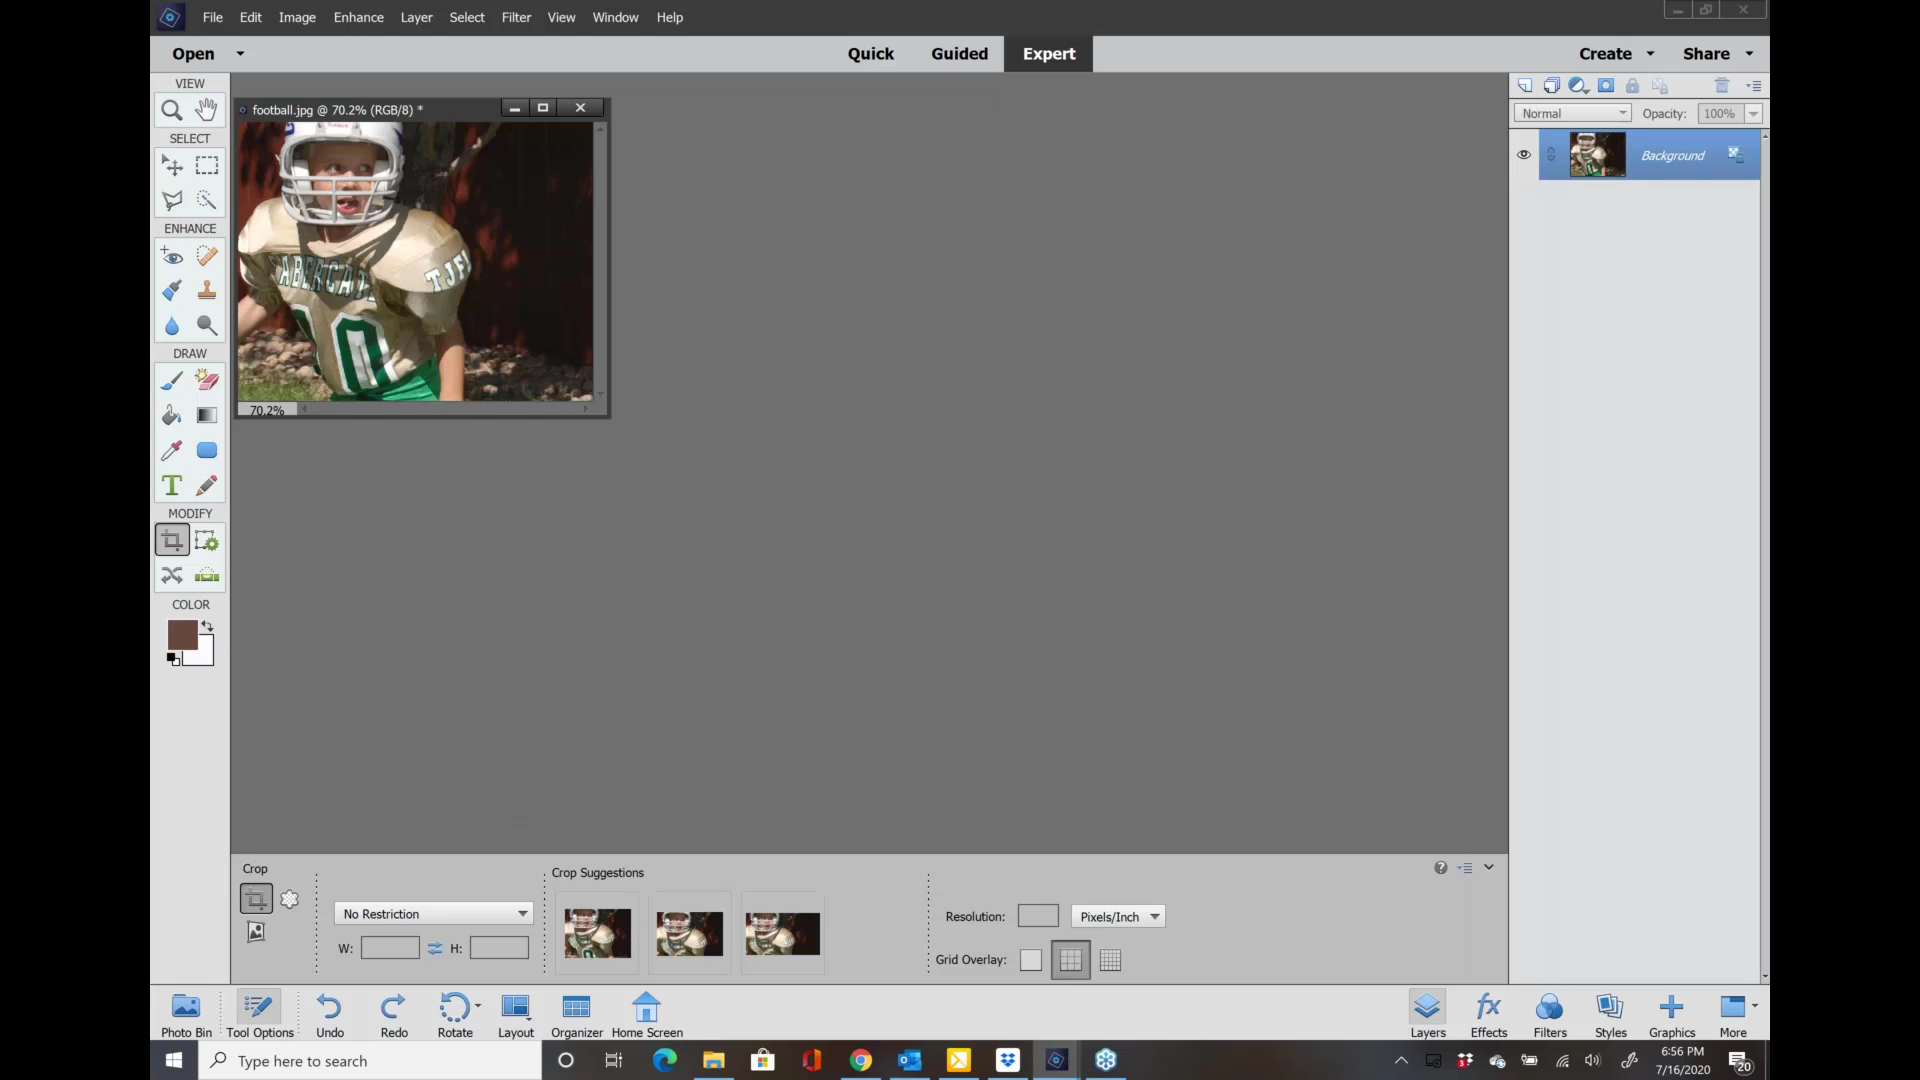 File Edit Image Enhance Layer Select Filter View Window Help
Open Quick Guided Expert Create Share
VIEW
SELECT
ENHANCE
DRAW
MODIFY
COLOR
football.jpg @ 70.2% (RGB/8) *
TJFL
70.2%
Normal Opacity: 100%
Background
Crop
No Restriction
W: H:
Crop Suggestions
Resolution: Pixels/Inch
Grid Overlay:
Photo Bin Tool Options Undo Redo Rotate Layout Organizer Home Screen Layers Effects Filters Styles Graphics More
Type here to search
6:56 PM
7/16/2020
20